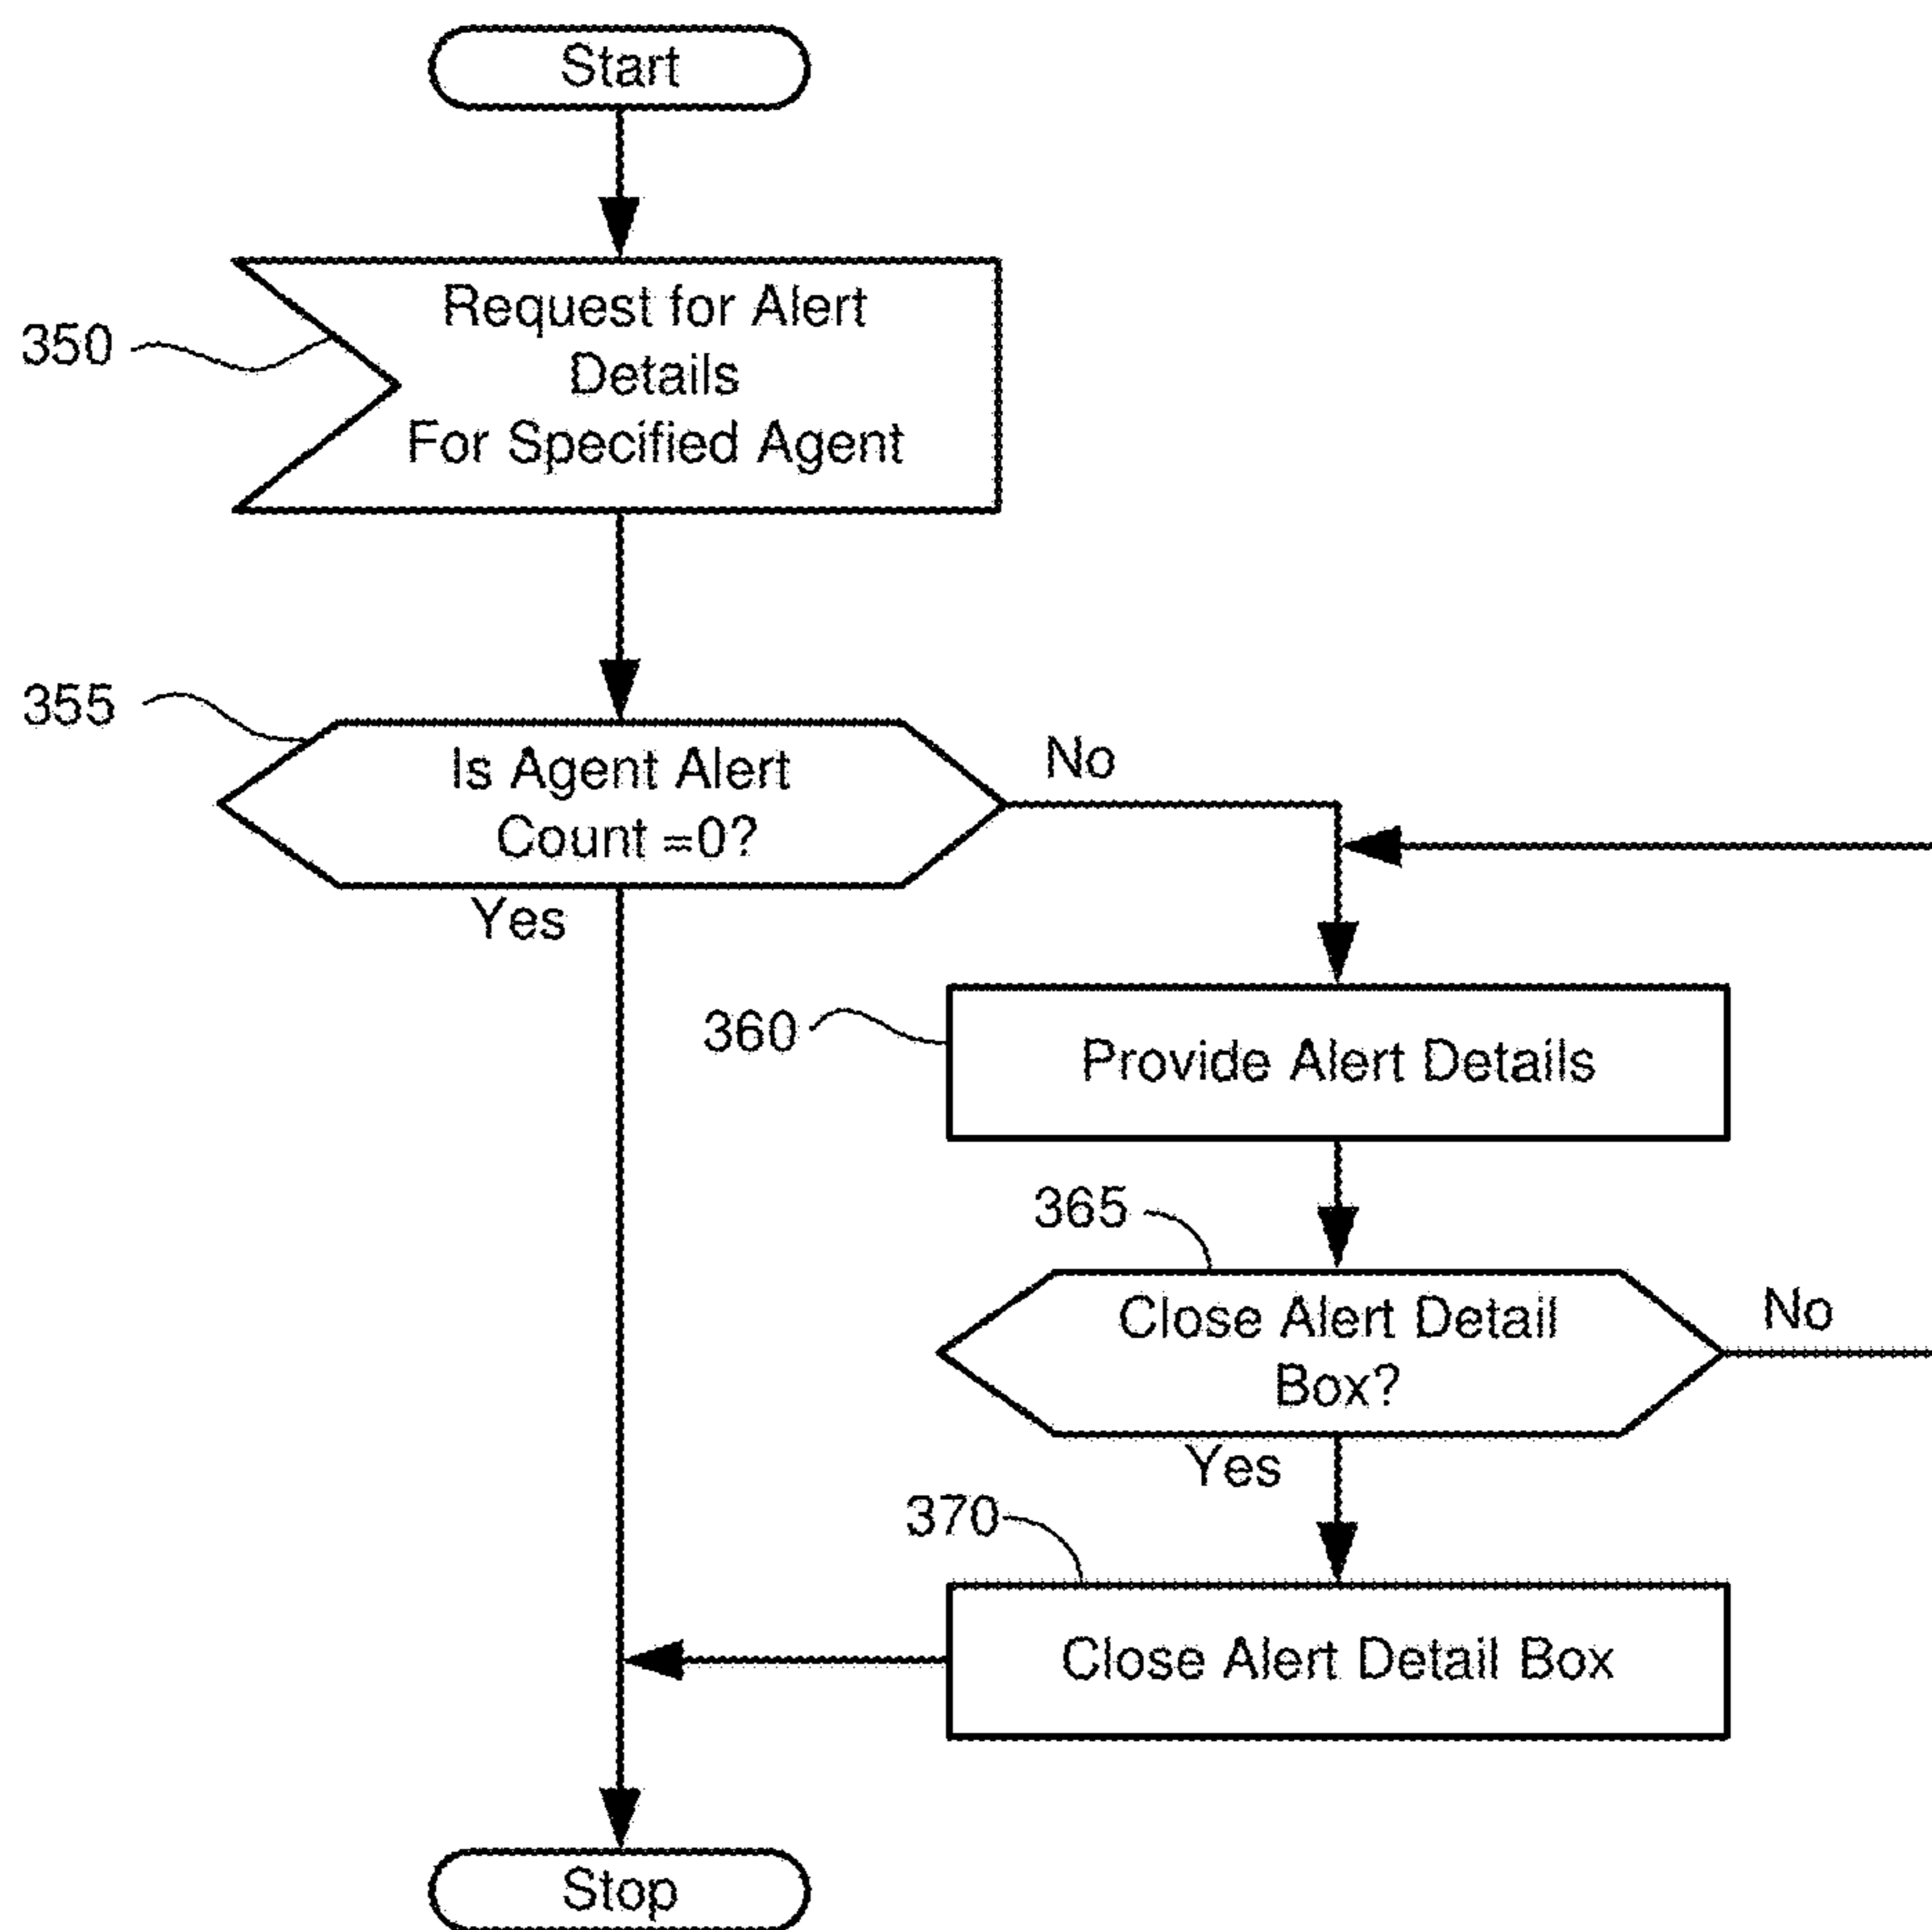 Start
350
Request for Alert
Details
For Specified Agent
355
Is Agent Alert
Count =0?
No
Yes
360
Provide Alert Details
365
Close Alert Detail
Box?
No
Yes
370
Close Alert Detail Box
Stop